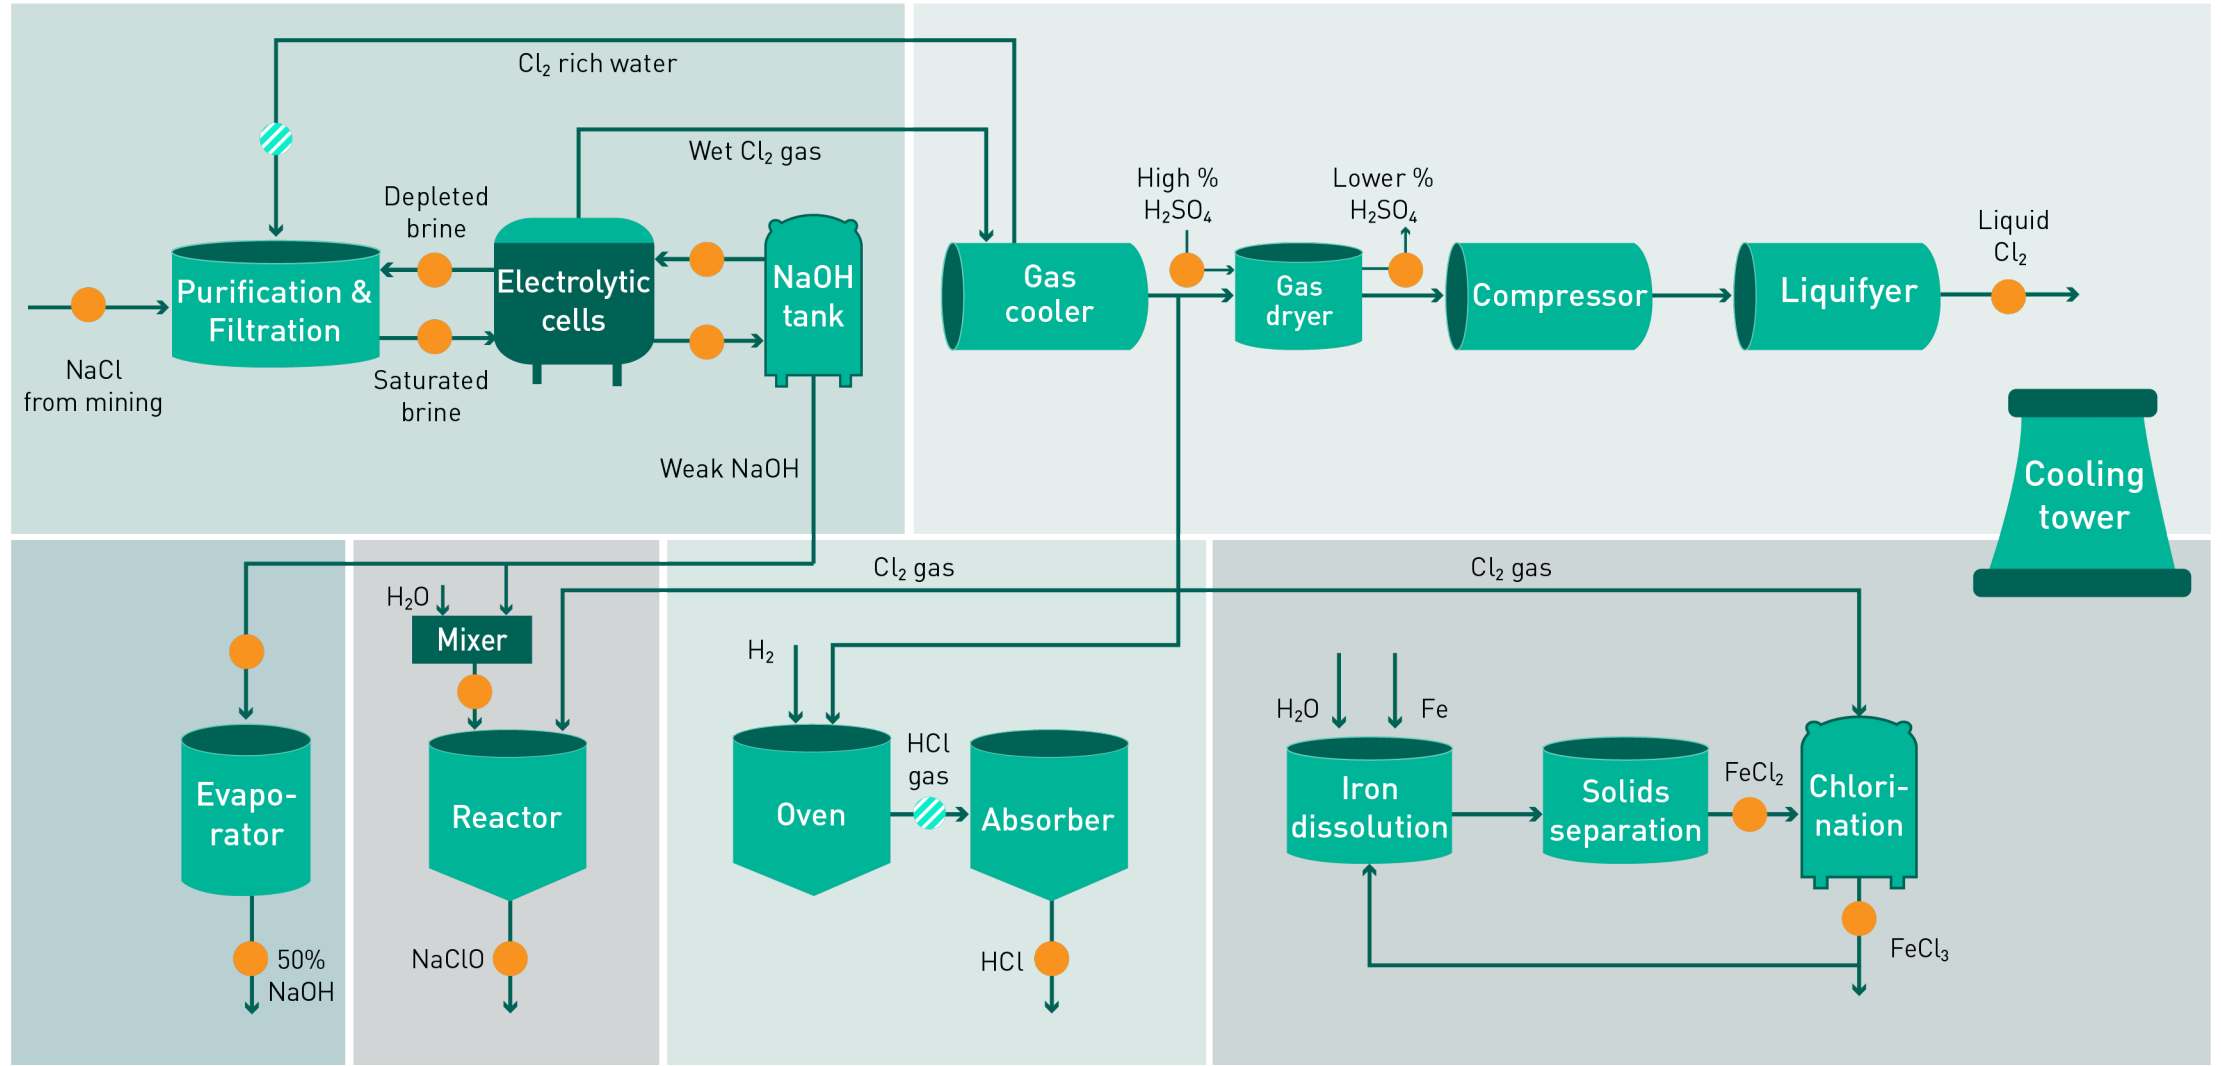 Cl₂ rich water
Wet Cl₂ gas
Depleted
brine
NaCl
from mining
Purification &
Filtration
Saturated
brine
Electrolytic
cells
NaOH
tank
Weak NaOH
Gas
cooler
High %
H₂SO₄
Lower %
H₂SO₄
Gas
dryer
Compressor
Liquifyer
Liquid
Cl₂
Cooling
tower
Evapo-
rator
50%
NaOH
H₂O
Mixer
Reactor
NaClO
Cl₂ gas
H₂
Oven
HCl
gas
Absorber
HCl
Cl₂ gas
H₂O
Fe
Iron
dissolution
Solids
separation
FeCl₂
Chlori-
nation
FeCl₃